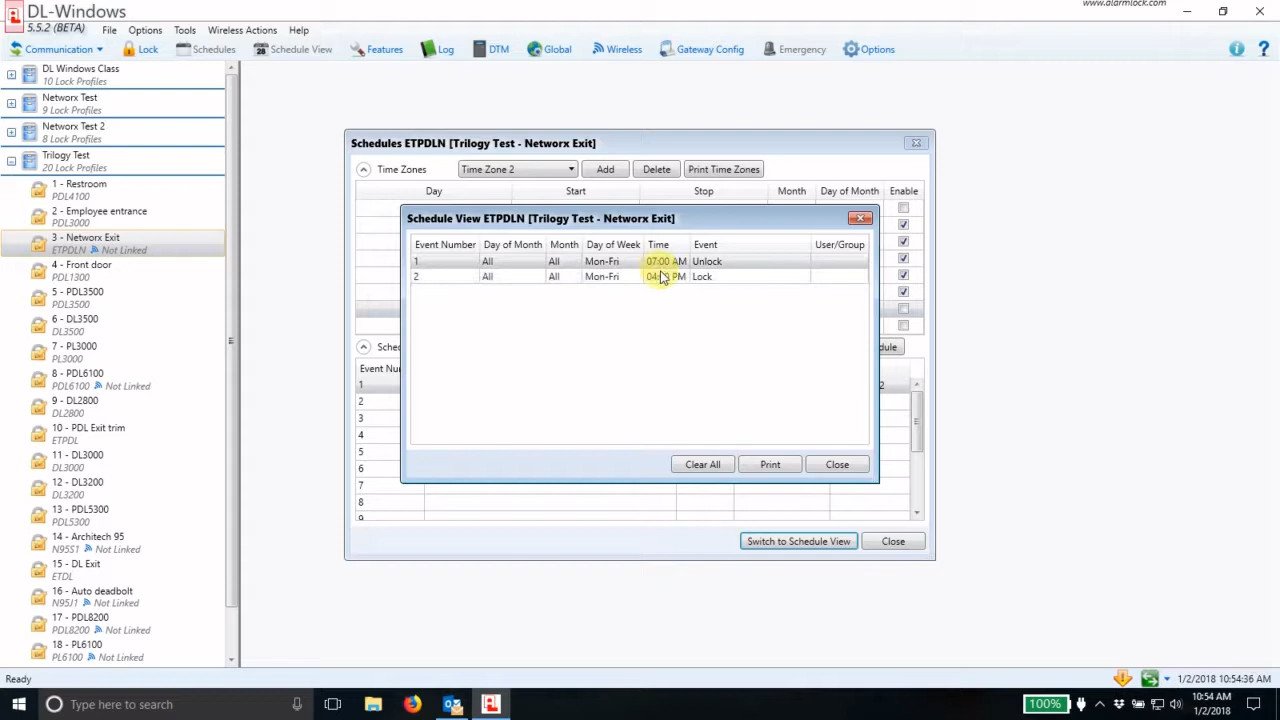 DL-Windows
5.5.2 (BETA)
www.alarmlock.com
File Options Tools Wireless Actions Help
Communication Lock Schedules 28 Schedule View Features Log DTM Global Wireless Gateway Config Emergency Options
DL Windows Class
10 Lock Profiles
Networx Test
9 Lock Profiles
Networx Test 2
8 Lock Profiles
Trilogy Test
20 Lock Profiles
1 - Restroom
PDL4100
2 - Employee entrance
PDL3000
3 - Networx Exit
ETPDLN Not Linked
4 - Front door
PDL1300
5 - PDL3500
PDL3500
6 - DL3500
DL3500
7 - PL3000
PL3000
8 - PDL6100
PDL6100 Not Linked
9 - DL2800
DL2800
10 - PDL Exit trim
ETPDL
11 - DL3000
DL3000
12 - DL3200
DL3200
13 - PDL5300
PDL5300
14 - Architech 95
N95S1 Not Linked
15 - DL Exit
ETDL
16 - Auto deadbolt
N95J1 Not Linked
17 - PDL8200
PDL8200 Not Linked
18 - PL6100
PL6100 Not Linked
Schedules ETPDLN [Trilogy Test - Networx Exit]
Time Zones Time Zone 2 Add Delete Print Time Zones
Day Start Stop Month Day of Month Enable
Schedule View ETPDLN [Trilogy Test - Networx Exit]
Event Number Day of Month Month Day of Week Time Event User/Group
1 All All Mon-Fri 07:00 AM Unlock
2 All All Mon-Fri PM Lock
Clear All Print Close
Event Nu
1
2
3
4
5
6
7
8
9
Switch to Schedule View Close
Ready 1/2/2018 10:54:36 AM
Type here to search 100% 10:54 AM
1/2/2018